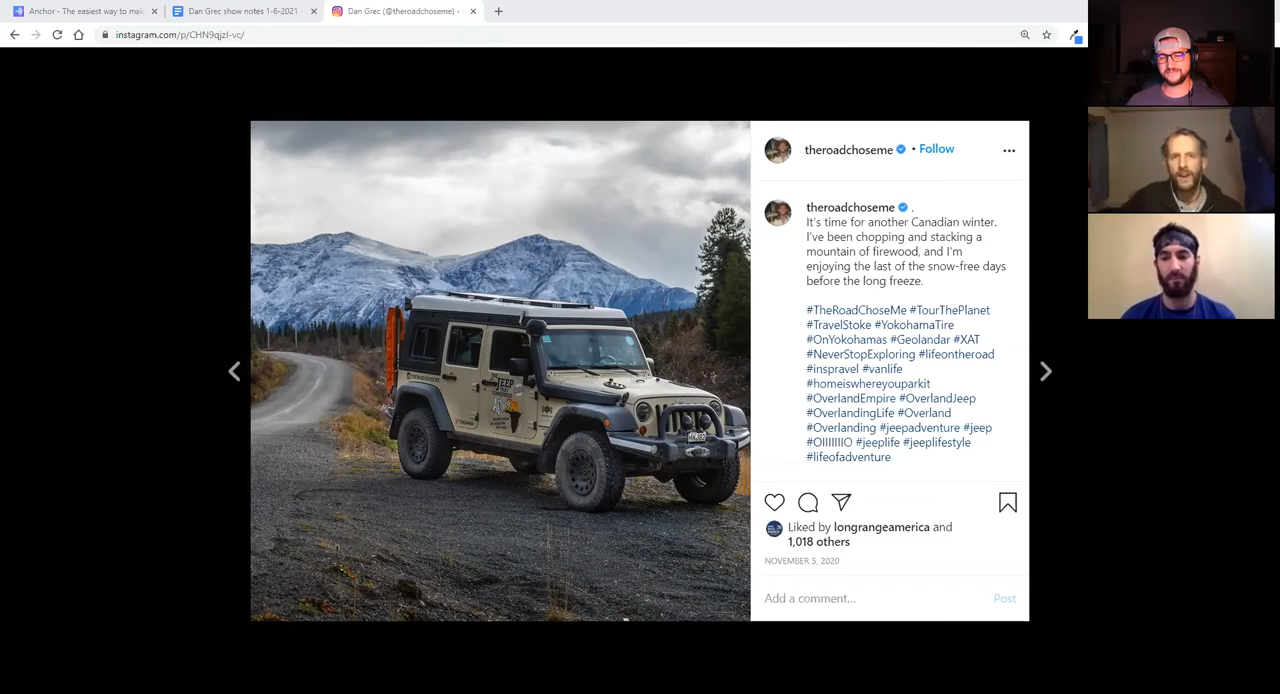 Anchor - The easiest way to mak
Dan Grec show notes 1-6-2021 -
Dan Grec (@theroadchoseme) •
instagram.com/p/CHN9qjzI-vc/
theroadchoseme • Follow
theroadchoseme .
It's time for another Canadian winter.
I've been chopping and stacking a
mountain of firewood, and I'm
enjoying the last of the snow-free days
before the long freeze.
#TheRoadChoseMe #TourThePlanet
#TravelStoke #YokohamaTire
#OnYokohamas #Geolandar #XAT
#NeverStopExploring #lifeontheroad
#inspravel #vanlife
#homeiswhereyouparkit
#OverlandEmpire #OverlandJeep
#OverlandingLife #Overland
#Overlanding #jeepadventure #jeep
#OIIIIIIIO #jeeplife #jeeplifestyle
#lifeofadventure
Liked by longrangeamerica and
1,018 others
NOVEMBER 5, 2020
Add a comment...
Post
JEEP